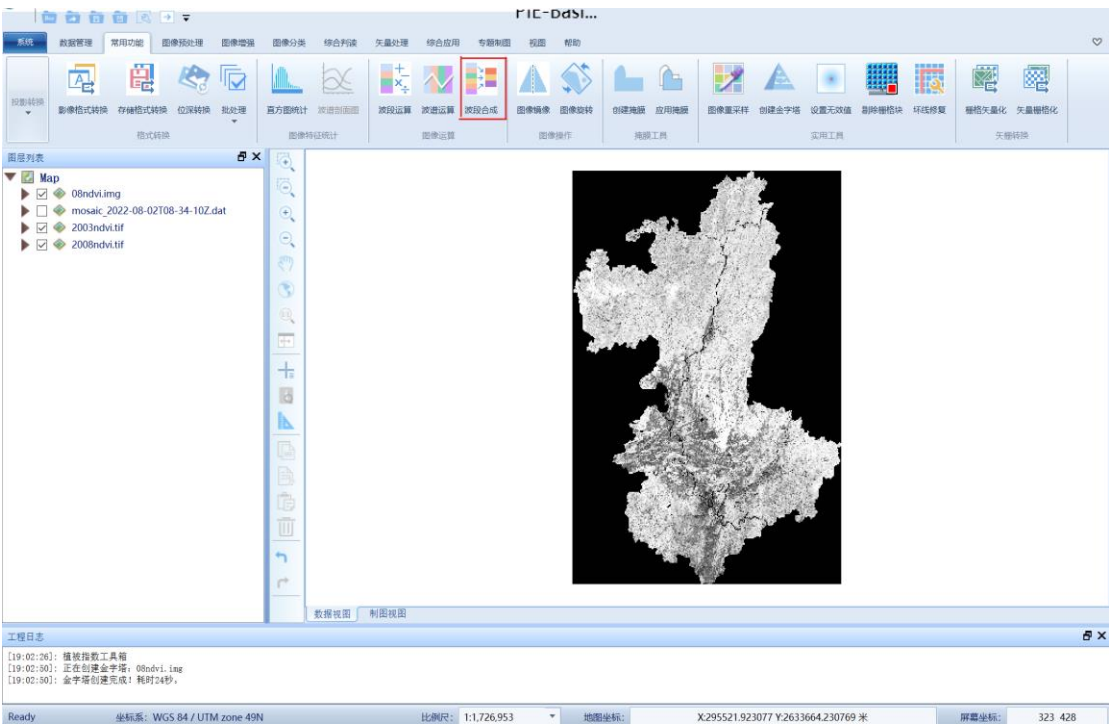 PIE-Basi...
系统 数据管理 常用功能 图像预处理 图像增强 图像分类 综合判读 矢量处理 综合应用 专题制图 视图 帮助
投影转换 影像格式转换 存储格式转换 位深转换 批处理 直方图统计 波谱剖面图 波段运算 波谱运算 波段合成 图像镜像 图像旋转 创建掩膜 应用掩膜 图像重采样 创建金字塔 设置无效值 剔除栅格块 坏线修复 栅格矢量化 矢量栅格化
格式转换 图像特征统计 图像运算 图像操作 掩膜工具 实用工具 矢栅转换
图层列表
Map
08ndvi.img
mosaic_2022-08-02T08-34-10Z.dat
2003ndvi.tif
2008ndvi.tif
数据视图 制图视图
工程日志
[19:02:26]: 植被指数工具箱
[19:02:50]: 正在创建金字塔: 08ndvi.img
[19:02:50]: 金字塔创建完成! 耗时24秒,
Ready 坐标系: WGS 84 / UTM zone 49N 比例尺: 1:1,726,953 地图坐标: X:295521.923077 Y:2633664.230769 米 屏幕坐标: 323 428